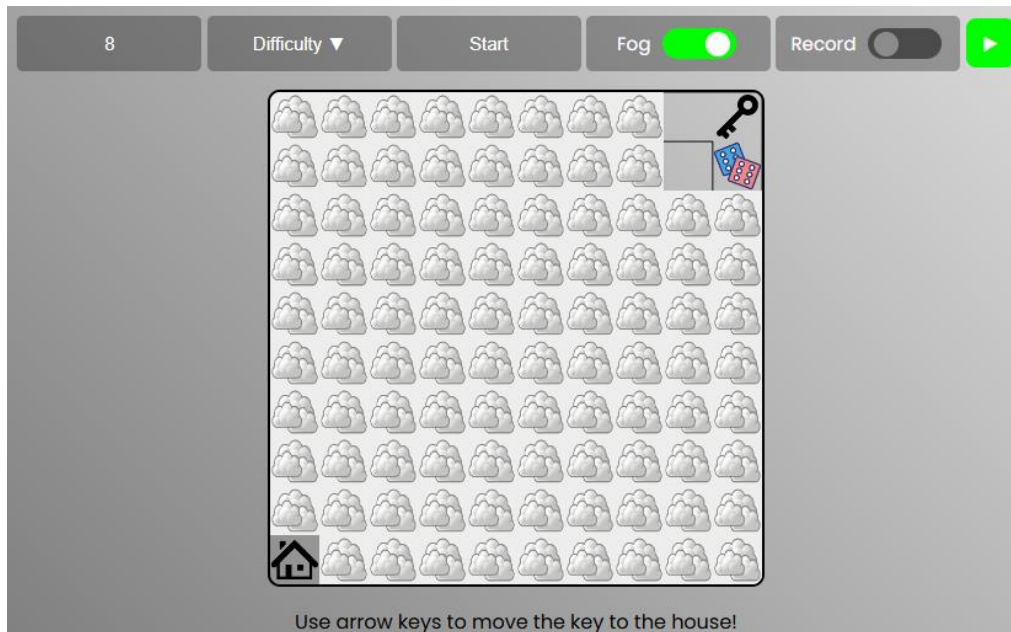 8
Difficulty ▼
Start
Fog
Record
Use arrow keys to move the key to the house!